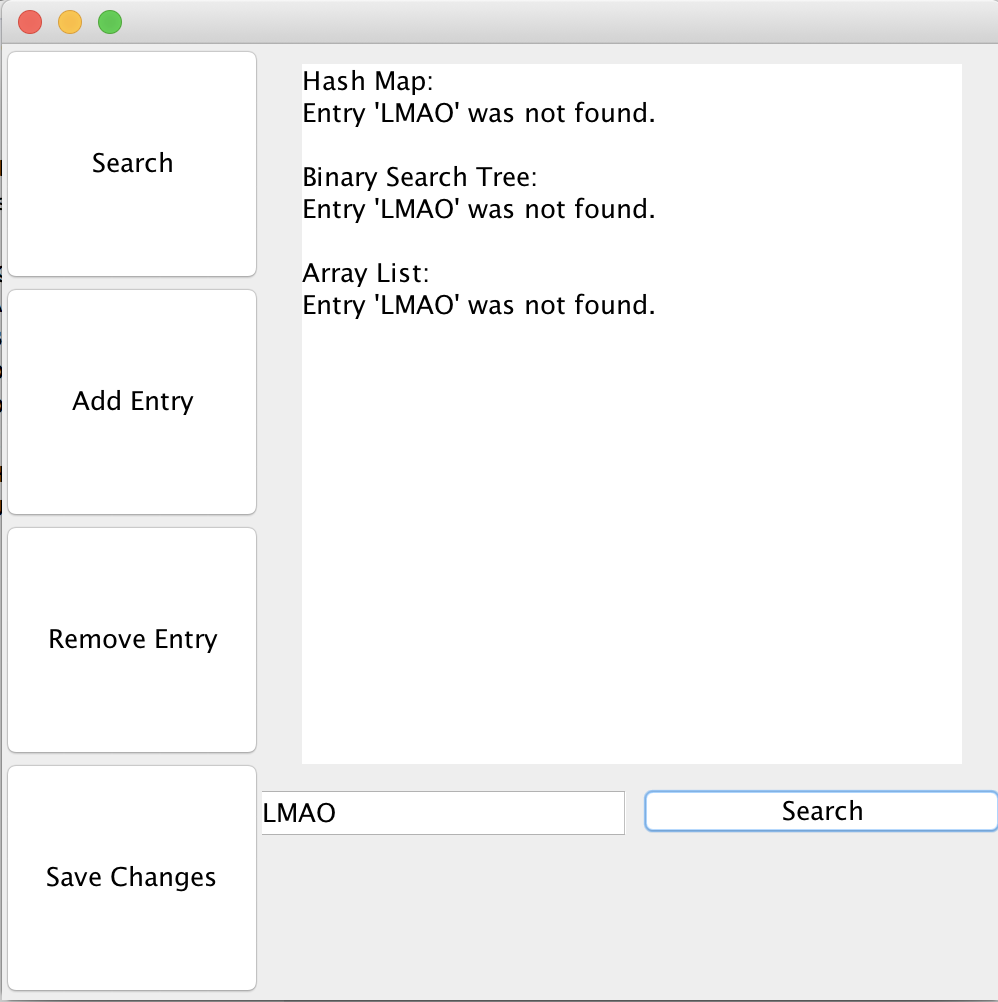 Search
Add Entry
Remove Entry
Save Changes
Hash Map:
Entry 'LMAO' was not found.
Binary Search Tree:
Entry 'LMAO' was not found.
Array List:
Entry 'LMAO' was not found.
LMAO
Search